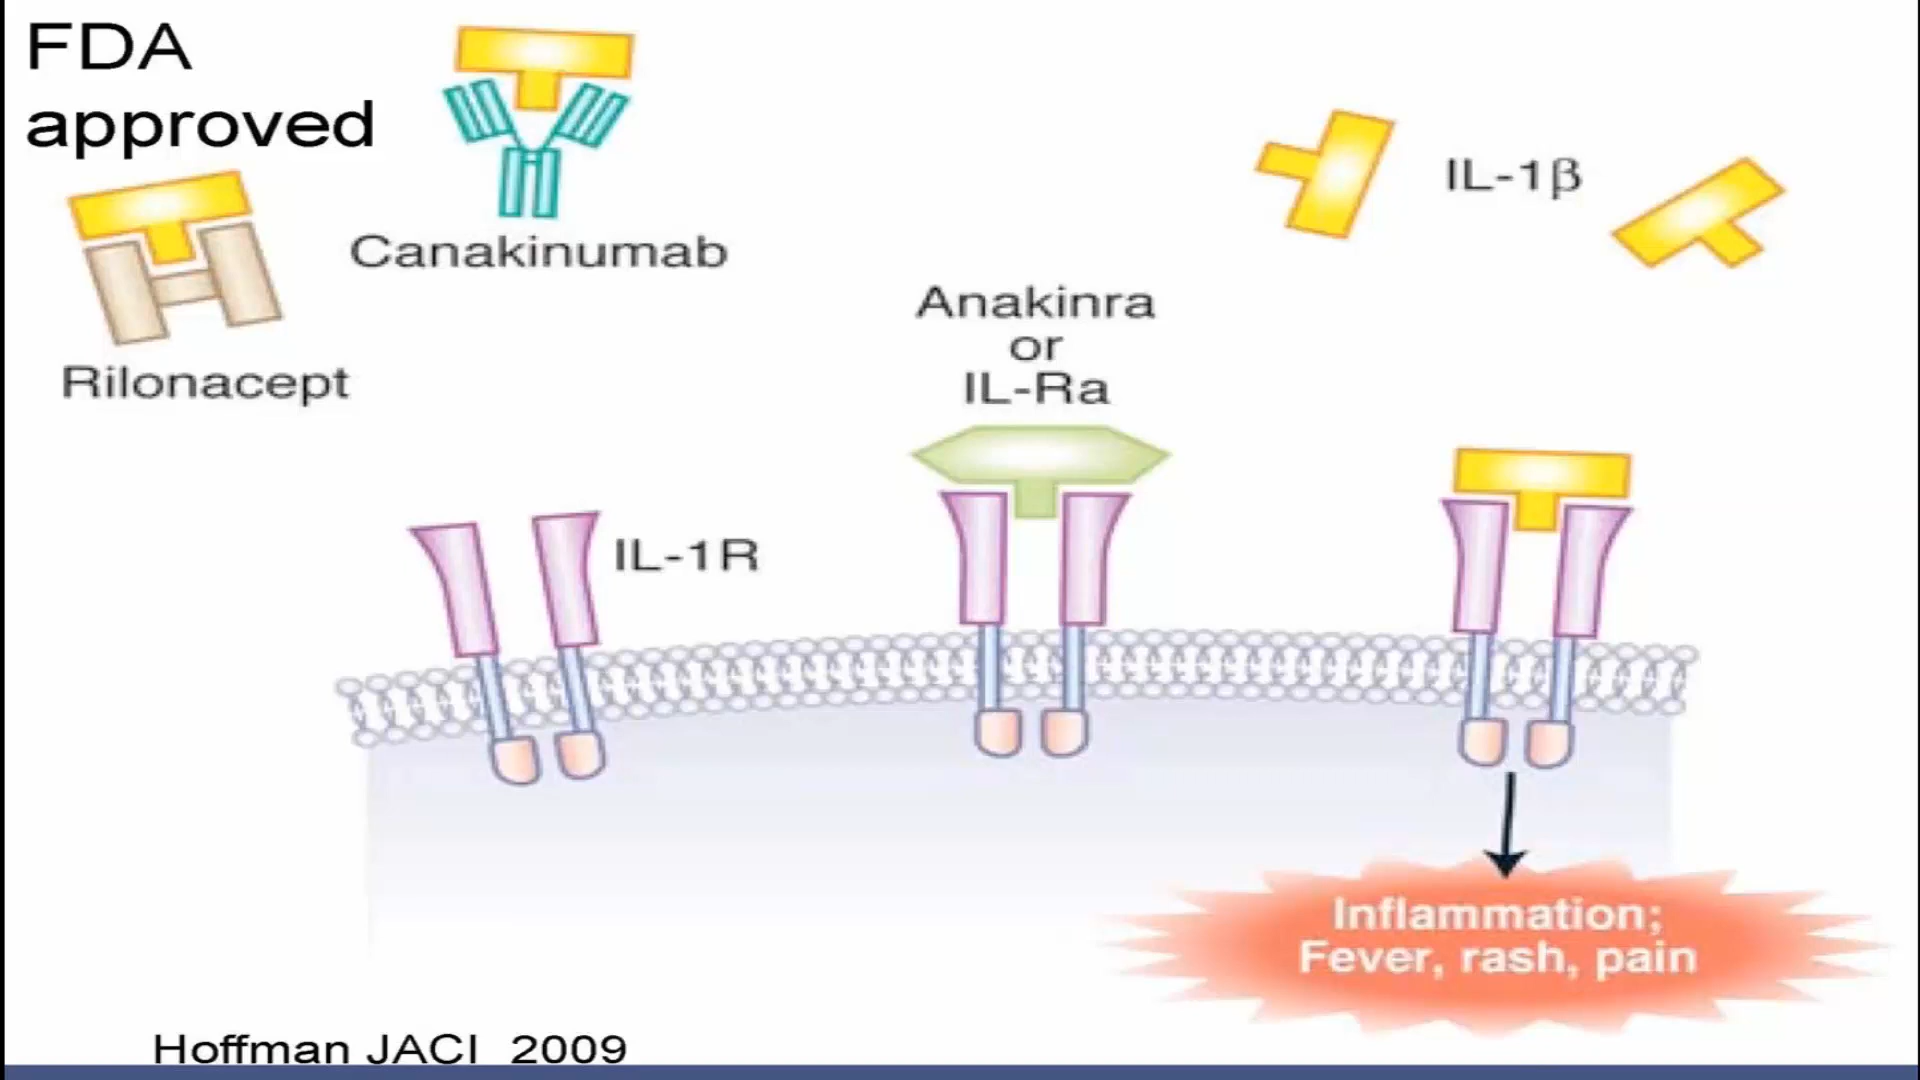 FDA
approved
Canakinumab
Rilonacept
IL-1β
Anakinra
or
IL-Ra
IL-1R
Inflammation;
Fever, rash, pain
Hoffman JACI 2009